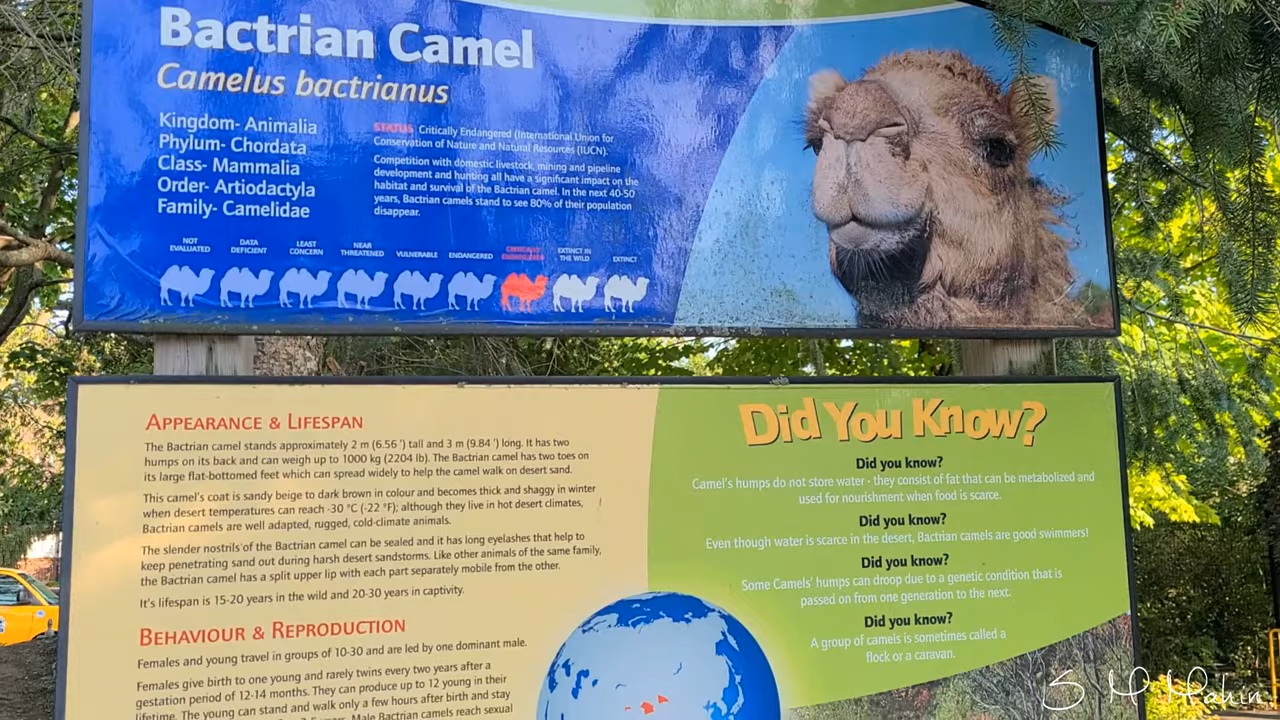 Bactrian Camel
Camelus bactrianus
Kingdom- Animalia
Phylum- Chordata
Class- Mammalia
Order- Artiodactyla
Family- Camelidae
STATUS Critically Endangered (International Union for
Conservation of Nature and Natural Resources (IUCN).
Competition with domestic livestock, mining and pipeline
development and hunting all have a significant impact on the
habitat and survival of the Bactrian camel. In the next 40-50
years, Bactrian camels stand to see 80% of their population
disappear.
NOT EVALUATED
DATA DEFICIENT
LEAST CONCERN
NEAR THREATENED
VULNERABLE
ENDANGERED
CRITICALLY ENDANGERED
EXTINCT IN THE WILD
EXTINCT
APPEARANCE & LIFESPAN
The Bactrian camel stands approximately 2 m (6.56 ') tall and 3 m (9.84 ') long. It has two
humps on its back and can weigh up to 1000 kg (2204 lb). The Bactrian camel has two toes on
its large flat-bottomed feet which can spread widely to help the camel walk on desert sand.
This camel's coat is sandy beige to dark brown in colour and becomes thick and shaggy in winter
when desert temperatures can reach -30 °C (-22 °F); although they live in hot desert climates,
Bactrian camels are well adapted, rugged, cold-climate animals.
The slender nostrils of the Bactrian camel can be sealed and it has long eyelashes that help to
keep penetrating sand out during harsh desert sandstorms. Like other animals of the same family,
the Bactrian camel has a split upper lip with each part separately mobile from the other.
It's lifespan is 15-20 years in the wild and 20-30 years in captivity.
BEHAVIOUR & REPRODUCTION
Females and young travel in groups of 10-30 and are led by one dominant male.
Females give birth to one young and rarely twins every two years after a
gestation period of 12-14 months. They can produce up to 12 young in their
lifetime. The young can stand and walk only a few hours after birth and stay
Male Bactrian camels reach sexual
Did You Know?
Did you know?
Camel's humps do not store water - they consist of fat that can be metabolized and
used for nourishment when food is scarce.
Did you know?
Even though water is scarce in the desert, Bactrian camels are good swimmers!
Did you know?
Some Camels' humps can droop due to a genetic condition that is
passed on from one generation to the next.
Did you know?
A group of camels is sometimes called a
flock or a caravan.
S M Mahin